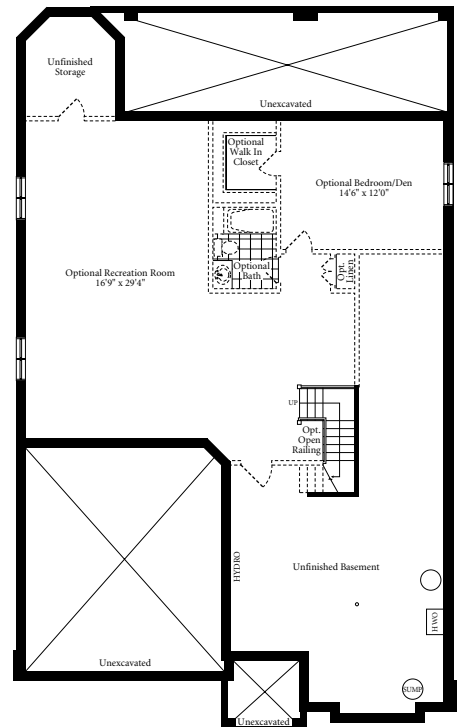 Unfinished
Storage
Unexcavated
Optional
Walk In
Closet
Optional Bedroom/Den
14'6" x 12'0"
Optional Recreation Room
16'9" x 29'4"
Optional
Bath
Opt.
Linen
UP
Opt.
Open
Railing
HYDRO
Unfinished Basement
HWO
SUMP
Unexcavated
Unexcavated